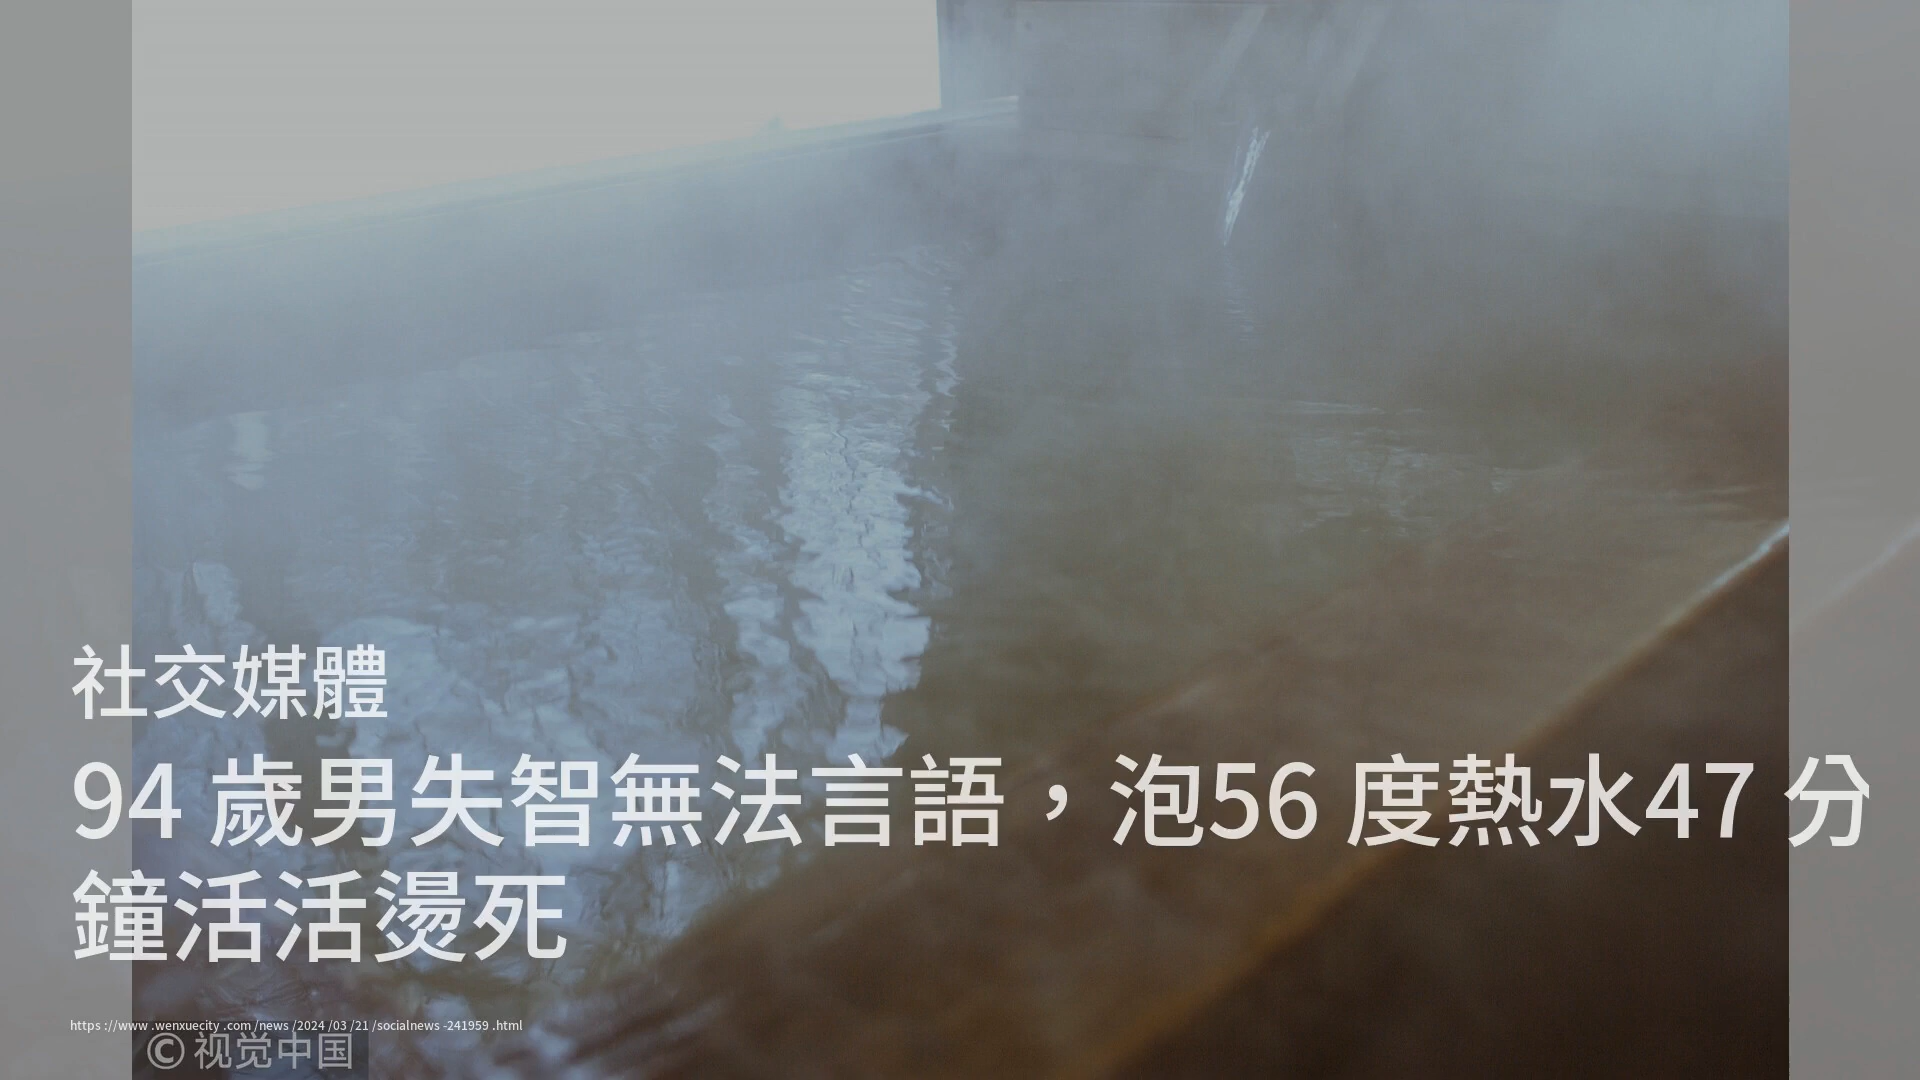 社交媒體
94 歲男失智無法言語，泡56 度熱水47 分
鐘活活燙死
https ://www .wenxuecity .com /news /2024 /03 /21 /socialnews -241959 .html
© 视觉中国